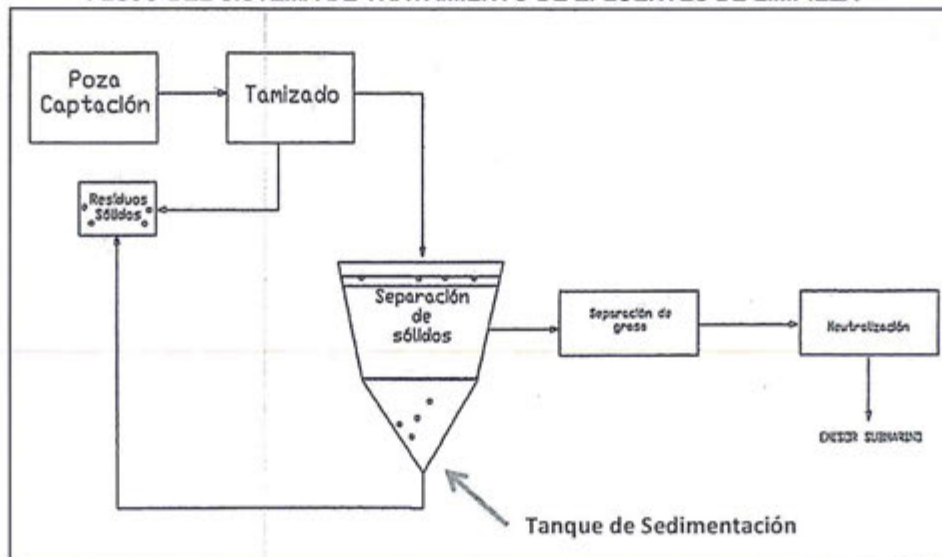 Poza
Captación
Tamizado
Residuos
Sólidos
Separación
de
sólidos
Separación de
grasa
Neutralización
EMISOR SUBMARINO
Tanque de Sedimentación